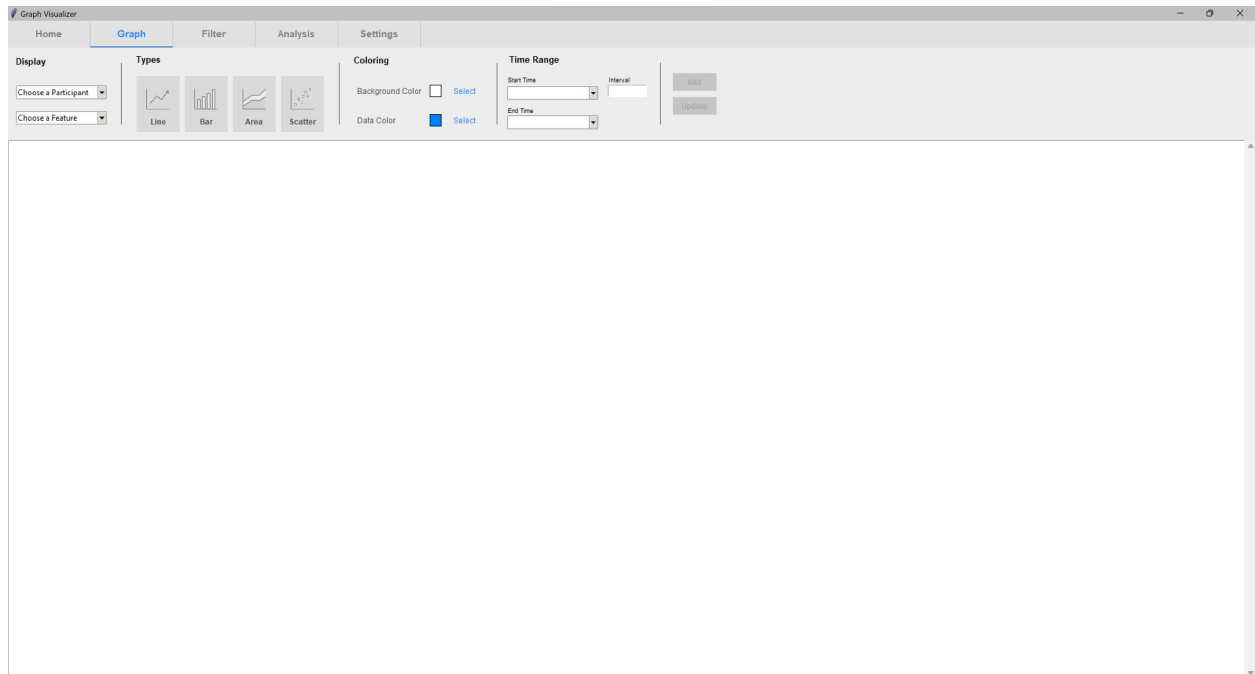 Graph Visualizer
Home Graph Filter Analysis Settings
Display Types Coloring Time Range
Start Time Interval
Choose a Participant Background Color Select Add
End Time Update
Choose a Feature Line Bar Area Scatter Data Color Select